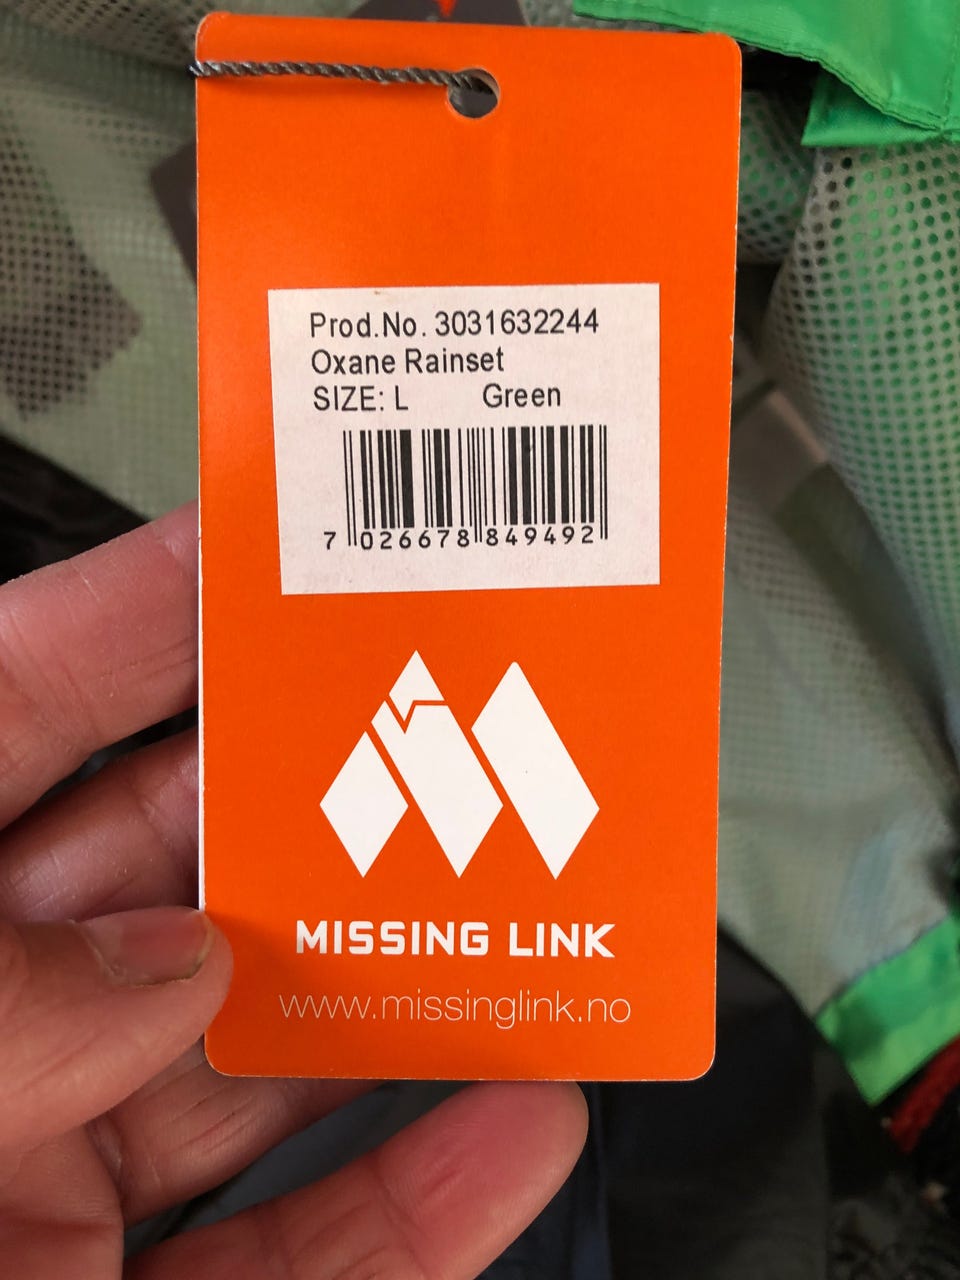 Prod.No. 3031632244
Oxane Rainset
SIZE: L Green
7 026678 849492
MISSING LINK
www.missinglink.no